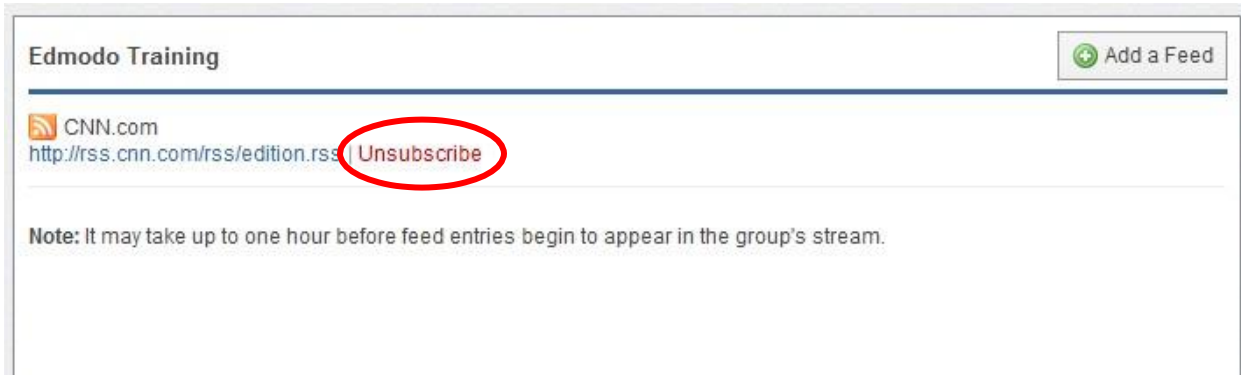 Edmodo Training
Add a Feed
CNN.com
http://rss.cnn.com/rss/edition.rss | Unsubscribe
Note: It may take up to one hour before feed entries begin to appear in the group's stream.